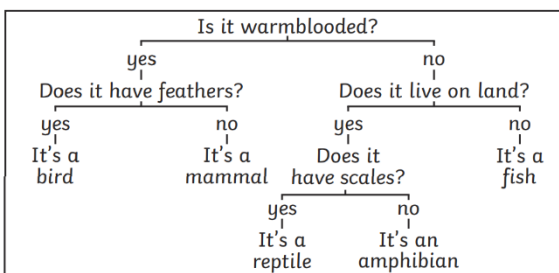 Is it warmblooded?
yes no
Does it have feathers? Does it live on land?
yes no yes no
It's a It's a Does it It's a
bird mammal have scales? fish
yes no
It's a It's an
reptile amphibian